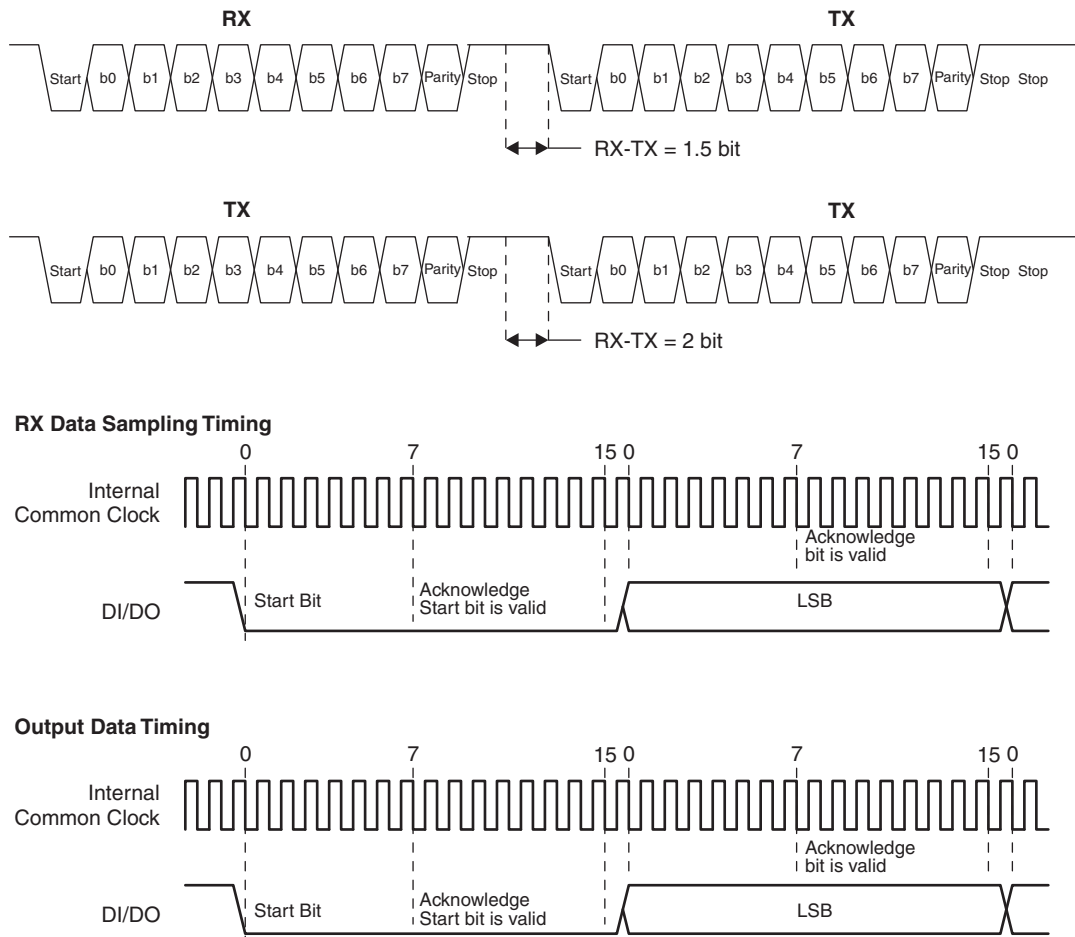 RX TX
Start b0 b1 b2 b3 b4 b5 b6 b7 Parity Stop Start b0 b1 b2 b3 b4 b5 b6 b7 Parity Stop Stop
RX-TX = 1.5 bit
TX TX
Start b0 b1 b2 b3 b4 b5 b6 b7 Parity Stop Start b0 b1 b2 b3 b4 b5 b6 b7 Parity Stop Stop
RX-TX = 2 bit
RX Data Sampling Timing
0 7 15 0 7 15 0
Internal
Common Clock
Acknowledge
bit is valid
DI/DO
Start Bit
Acknowledge
Start bit is valid
LSB
Output Data Timing
0 7 15 0 7 15 0
Internal
Common Clock
Acknowledge
bit is valid
DI/DO
Start Bit
Acknowledge
Start bit is valid
LSB